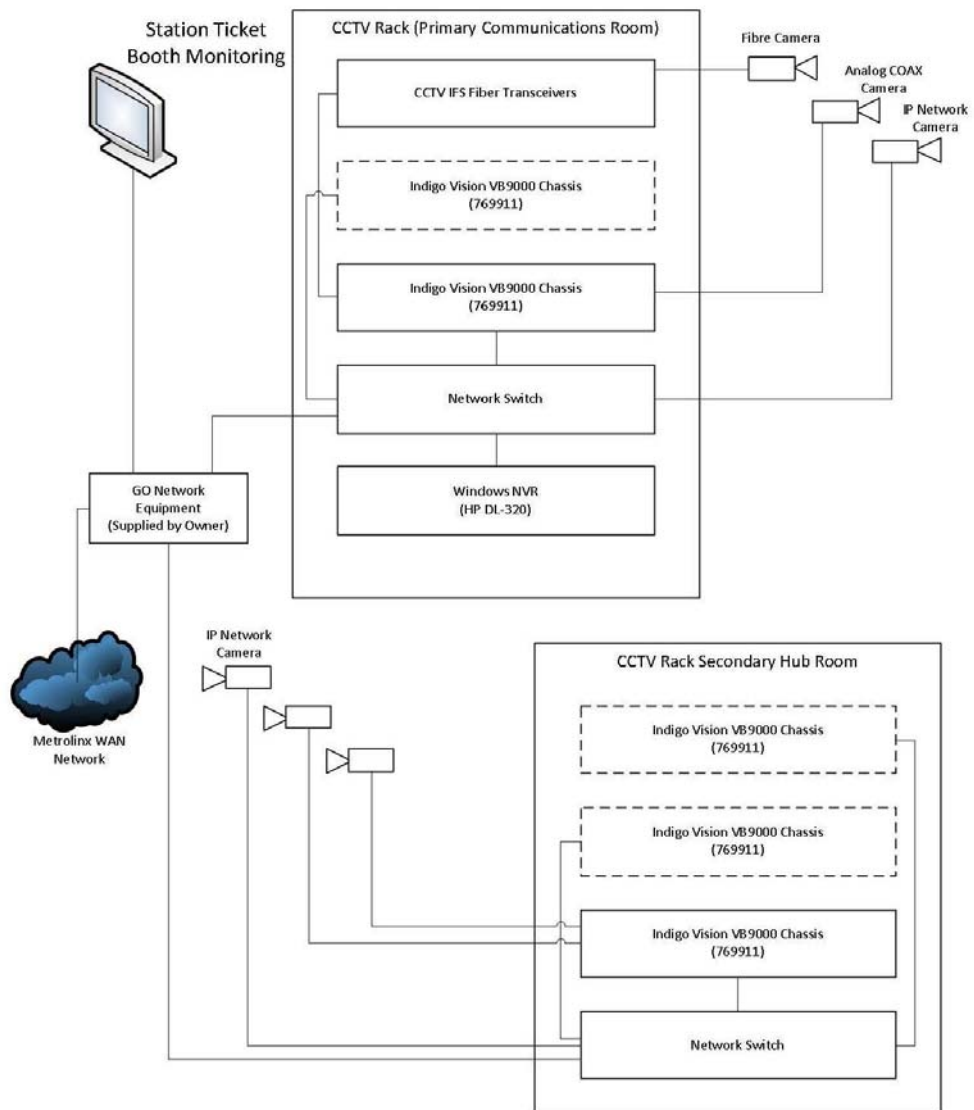 Station Ticket
Booth Monitoring
CCTV Rack (Primary Communications Room)
Fibre Camera
CCTV IFS Fiber Transceivers
Analog COAX
Camera
IP Network
Camera
Indigo Vision VB9000 Chassis
(769911)
Indigo Vision VB9000 Chassis
(769911)
Network Switch
Windows NVR
(HP DL-320)
GO Network
Equipment
(Supplied by Owner)
Metrolinx WAN
Network
IP Network
Camera
CCTV Rack Secondary Hub Room
Indigo Vision VB9000 Chassis
(769911)
Indigo Vision VB9000 Chassis
(769911)
Indigo Vision VB9000 Chassis
(769911)
Network Switch